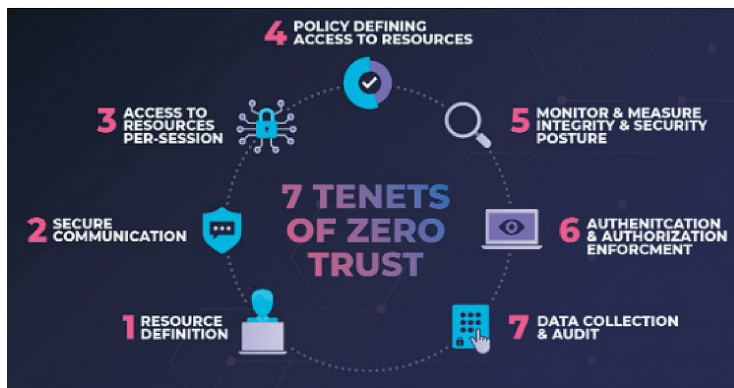 4 POLICY DEFINING
ACCESS TO RESOURCES
3 ACCESS TO
RESOURCES
PER-SESSION
5 MONITOR & MEASURE
INTEGRITY & SECURITY
POSTURE
7 TENETS
OF ZERO
TRUST
2 SECURE
COMMUNICATION
6 AUTHENITCATION
& AUTHORIZATION
ENFORCMENT
1 RESOURCE
DEFINITION
7 DATA COLLECTION
& AUDIT